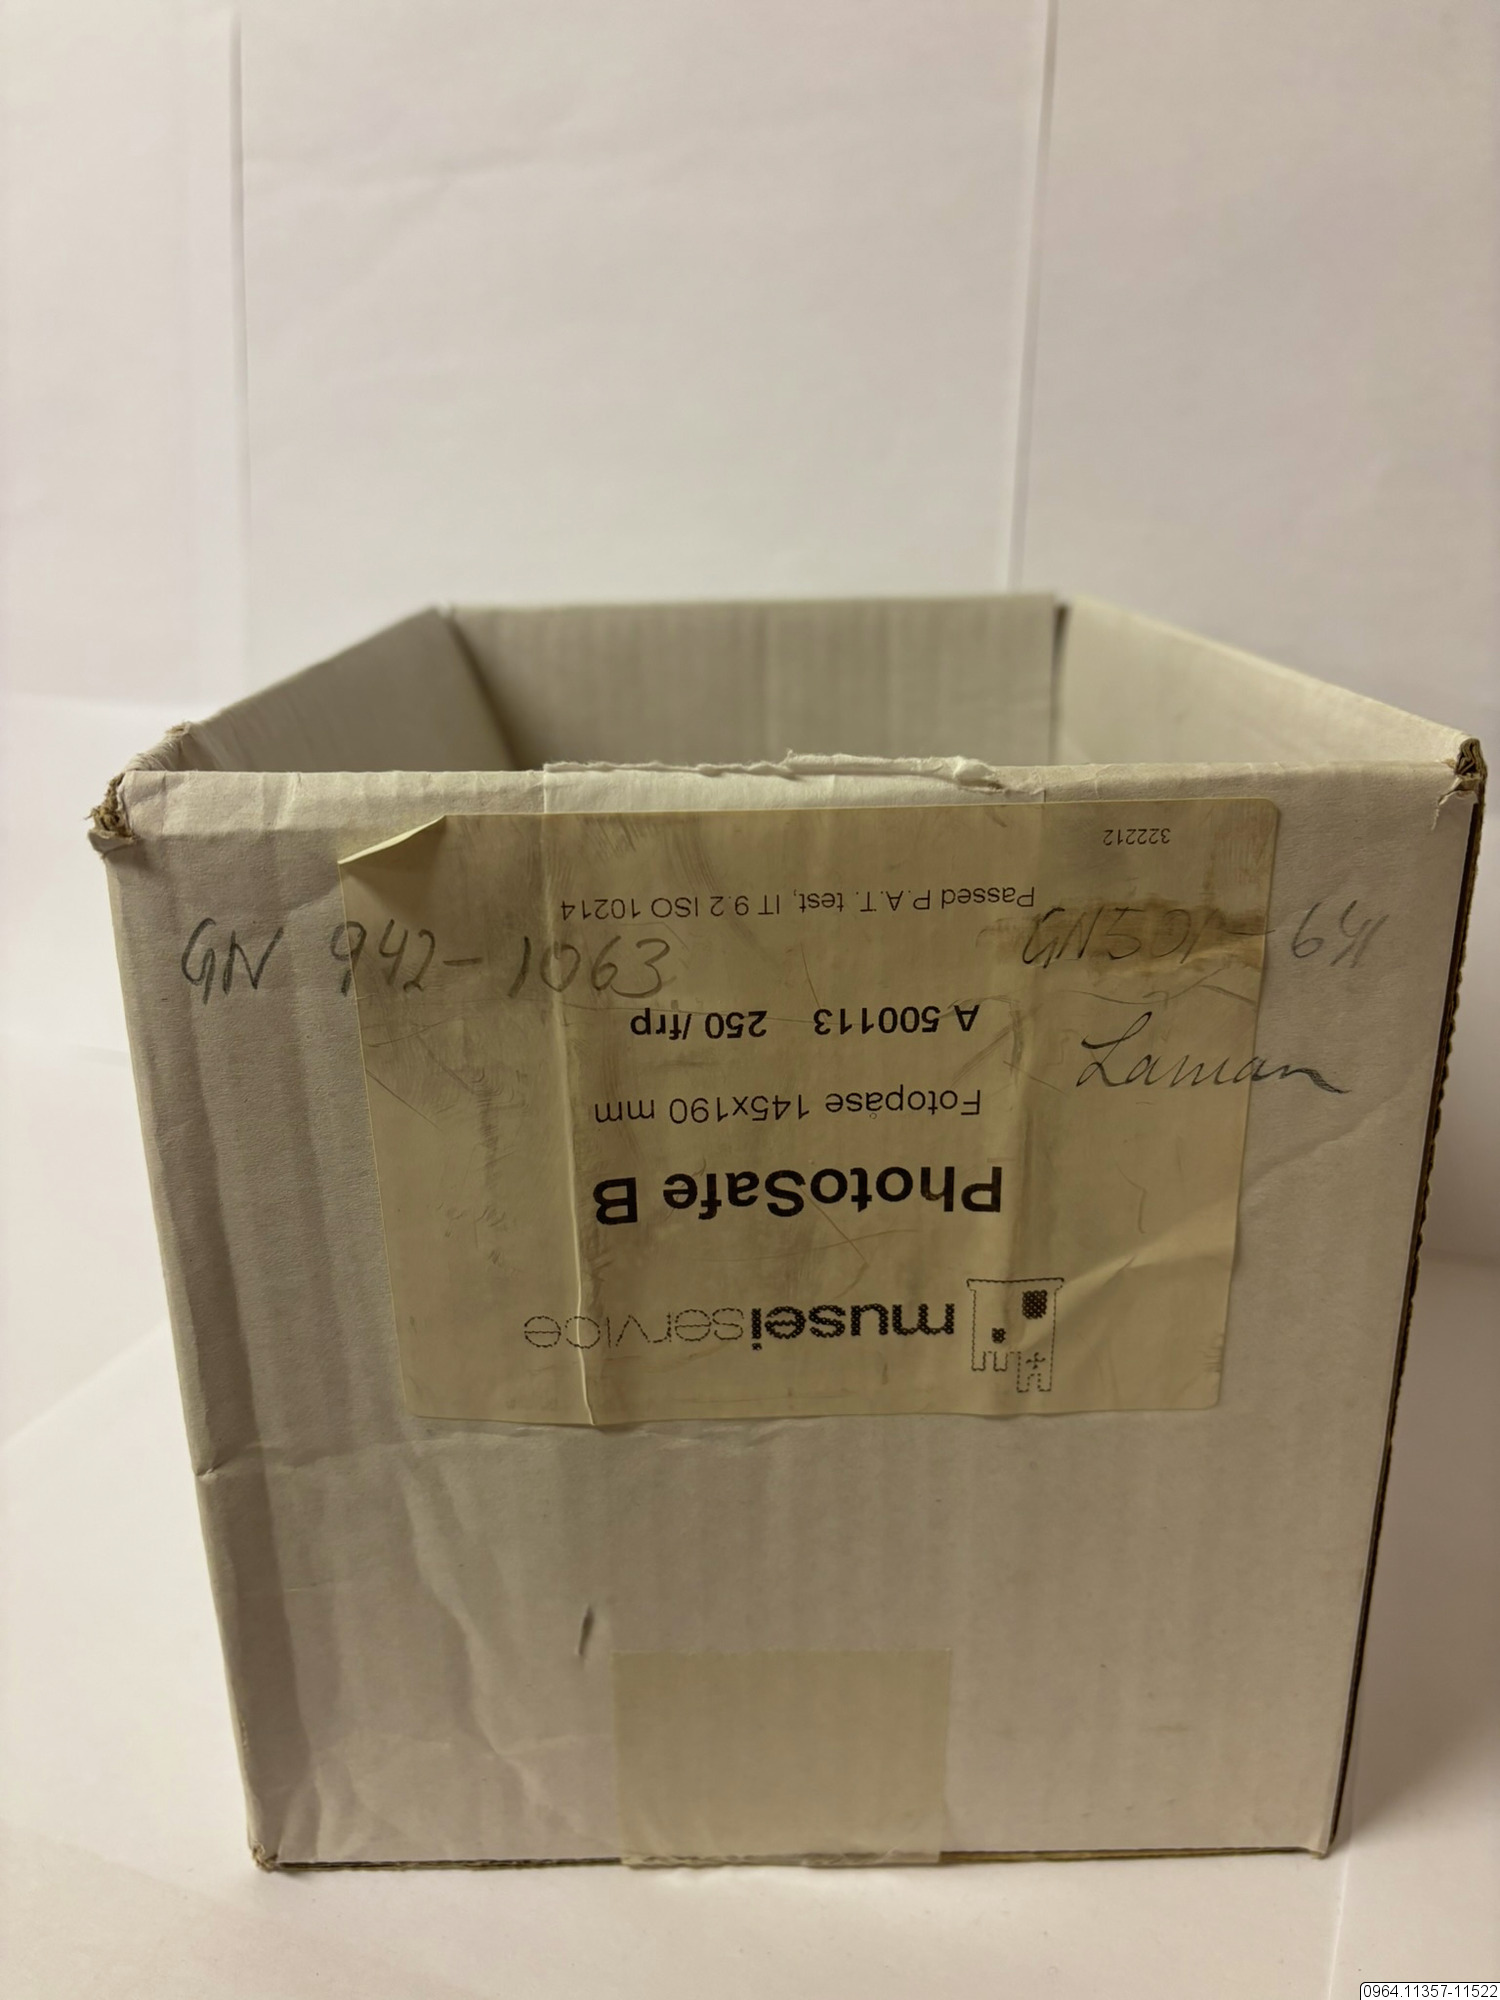 GN 942-1063
GN501-641
Laman
museiservice
PhotoSafe B
Fotopåse 145x190 mm
A 500113 250 /frp
Passed P.A.T. test, IT 9.2 ISO 10214
322212
0964.11357-11522